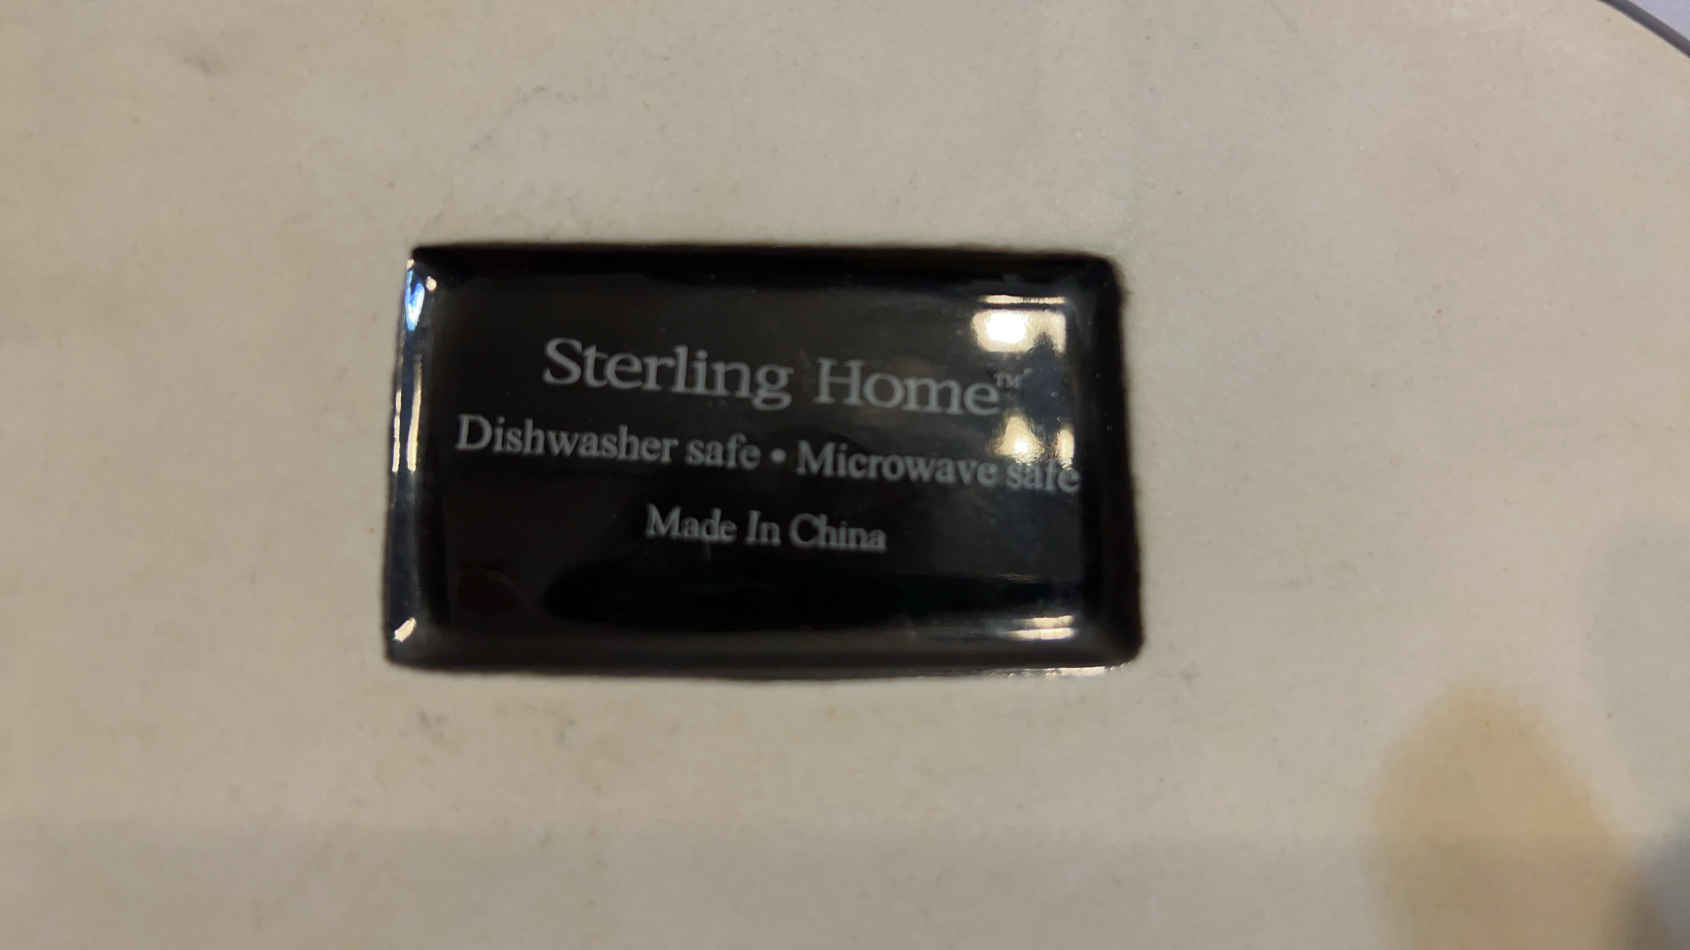 Sterling Home™
Dishwasher safe • Microwave safe
Made In China